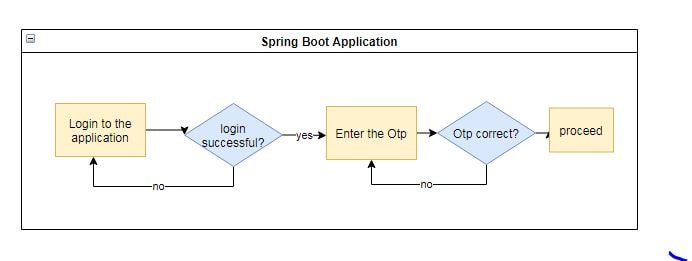 Spring Boot Application
Login to the
application
login
successful?
yes
Enter the Otp
Otp correct?
proceed
no
no